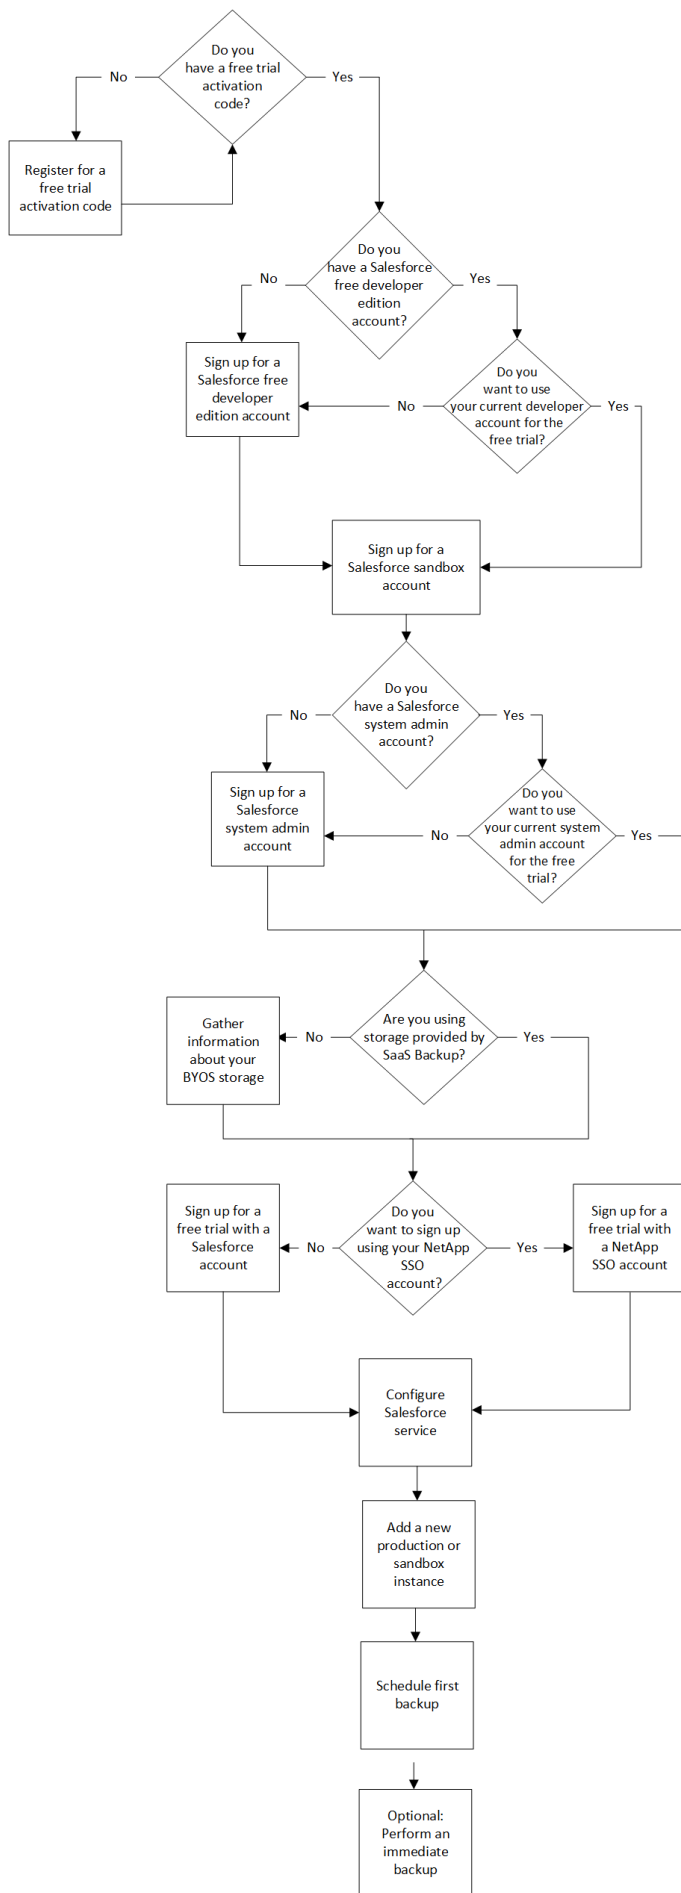 Do you
have a free trial
activation
code?
No
Yes
Register for a
free trial
activation code
Do you
have a Salesforce
free developer
edition
account?
No
Yes
Sign up for a
Salesforce free
developer
edition account
Do you
want to use
your current developer
account for the
free trial?
No
Yes
Sign up for a
Salesforce sandbox
account
Do you
have a Salesforce
system admin
account?
No
Yes
Sign up for a
Salesforce
system admin
account
Do you
want to use
your current system
admin account
for the free
trial?
No
Yes
Are you using
storage provided by
SaaS Backup?
No
Yes
Gather
information
about your
BYOS storage
Do you
want to sign up
using your NetApp
SSO
account?
No
Yes
Sign up for a
free trial with a
Salesforce
account
Sign up for a
free trial with
a NetApp
SSO account
Configure
Salesforce
service
Add a new
production or
sandbox
instance
Schedule first
backup
Optional:
Perform an
immediate
backup